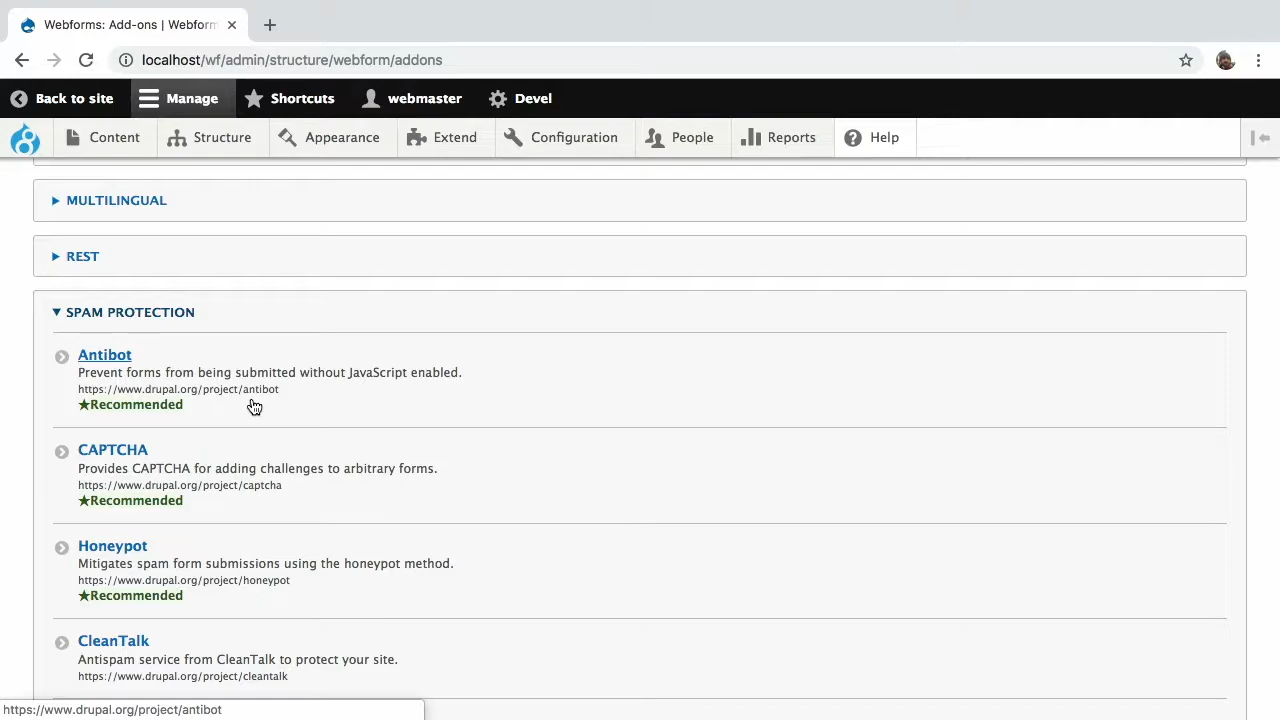 Webforms: Add-ons | Webform
localhost/wf/admin/structure/webform/addons
Back to site Manage Shortcuts webmaster Devel
Content Structure Appearance Extend Configuration People Reports Help
MULTILINGUAL
REST
SPAM PROTECTION
Antibot
Prevent forms from being submitted without JavaScript enabled.
https://www.drupal.org/project/antibot
★Recommended
CAPTCHA
Provides CAPTCHA for adding challenges to arbitrary forms.
https://www.drupal.org/project/captcha
★Recommended
Honeypot
Mitigates spam form submissions using the honeypot method.
https://www.drupal.org/project/honeypot
★Recommended
CleanTalk
Antispam service from CleanTalk to protect your site.
https://www.drupal.org/project/cleantalk
https://www.drupal.org/project/antibot